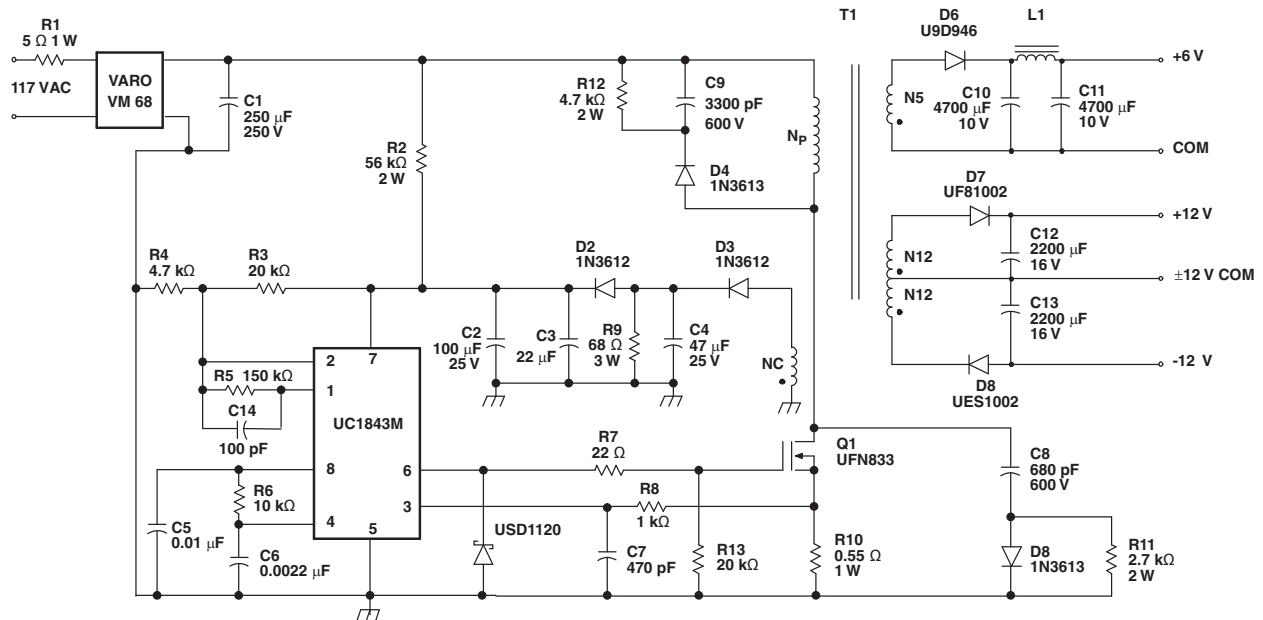 R1
5 Ω 1 W
117 VAC
VARO
VM 68
C1
250 μF
250 V
R2
56 kΩ
2 W
R12
4.7 kΩ
2 W
C9
3300 pF
600 V
D4
1N3613
NP
T1
D6
U9D946
L1
N5
C10
4700 μF
10 V
C11
4700 μF
10 V
+6 V
COM
D7
UF81002
N12
N12
C12
2200 μF
16 V
C13
2200 μF
16 V
+12 V
±12 V COM
-12 V
D8
UES1002
R4
4.7 kΩ
R3
20 kΩ
D2
1N3612
D3
1N3612
C2
100 μF
25 V
C3
22 μF
R9
68 Ω
3 W
C4
47 μF
25 V
NC
R5 150 kΩ
C14
100 pF
2
7
1
UC1843M
8
6
3
4
5
R6
10 kΩ
C5
0.01 μF
C6
0.0022 μF
USD1120
R7
22 Ω
R8
1 kΩ
C7
470 pF
R13
20 kΩ
Q1
UFN833
R10
0.55 Ω
1 W
C8
680 pF
600 V
D8
1N3613
R11
2.7 kΩ
2 W